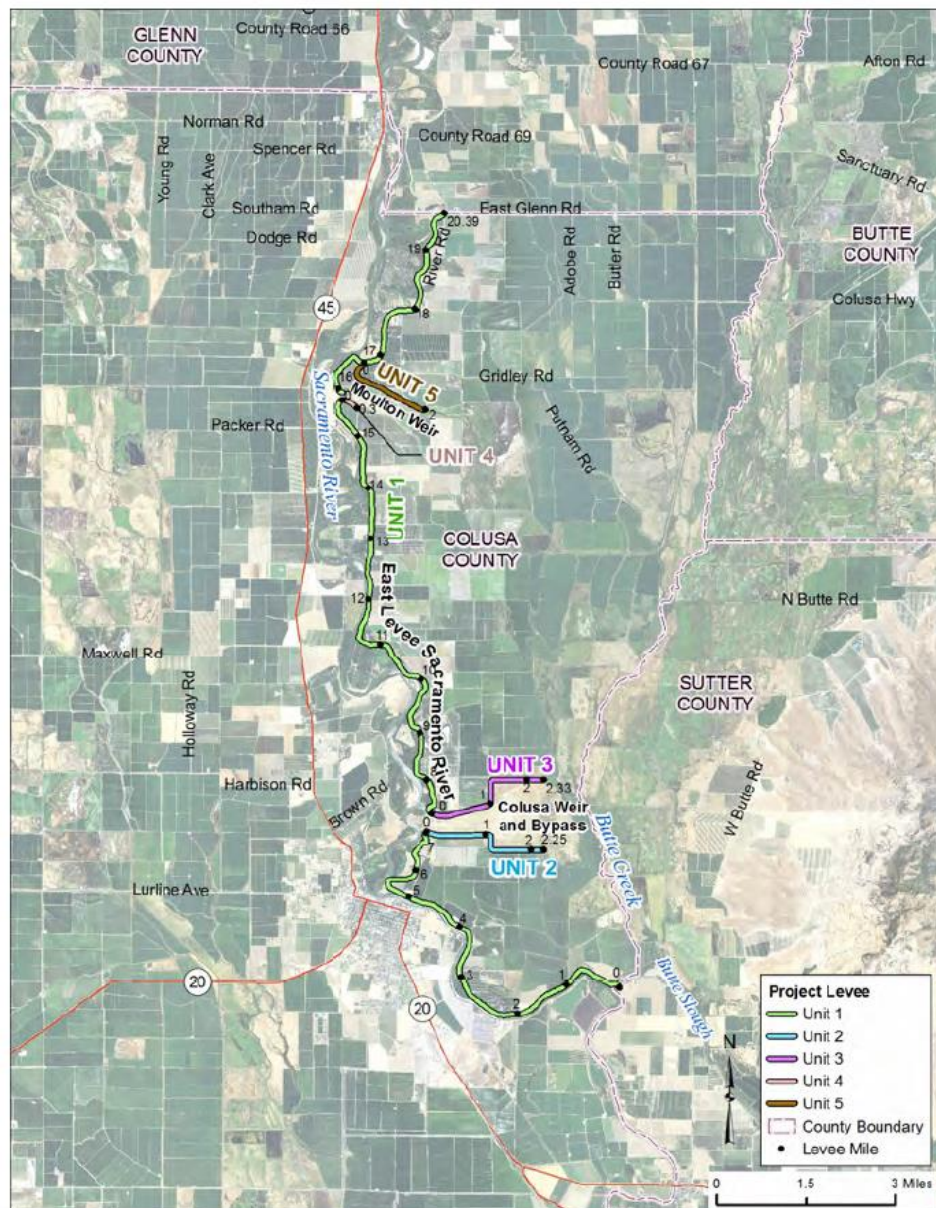 GLENN
COUNTY
County Road 56
County Road 67
Afton Rd
Norman Rd
Spencer Rd
County Road 69
Young Rd
Clark Ave
Sanctuary Rd
Southam Rd
East Glenn Rd
20.39
Dodge Rd
19
River Rd
Adobe Rd
Butler Rd
BUTTE
COUNTY
Colusa Hwy
45
18
17
0
UNIT 5
Gridley Rd
16
Moulton Weir
2
0
0.3
Packer Rd
Sacramento River
15
UNIT 4
Putnam Rd
14
UNIT 1
13
COLUSA
COUNTY
12
East Levee Sacramento River
N Butte Rd
11
Maxwell Rd
10
Holloway Rd
SUTTER
COUNTY
9
UNIT 3
8
2
2.33
Harbison Rd
Brown Rd
0
1
Colusa Weir
and Bypass
W Butte Rd
0
1
7
2
2.25
UNIT 2
Butte Creek
6
Lurline Ave
5
4
3
1
0
Butte Slough
20
20
2
Project Levee
Unit 1
Unit 2
Unit 3
Unit 4
Unit 5
County Boundary
Levee Mile
N
0
1.5
3 Miles